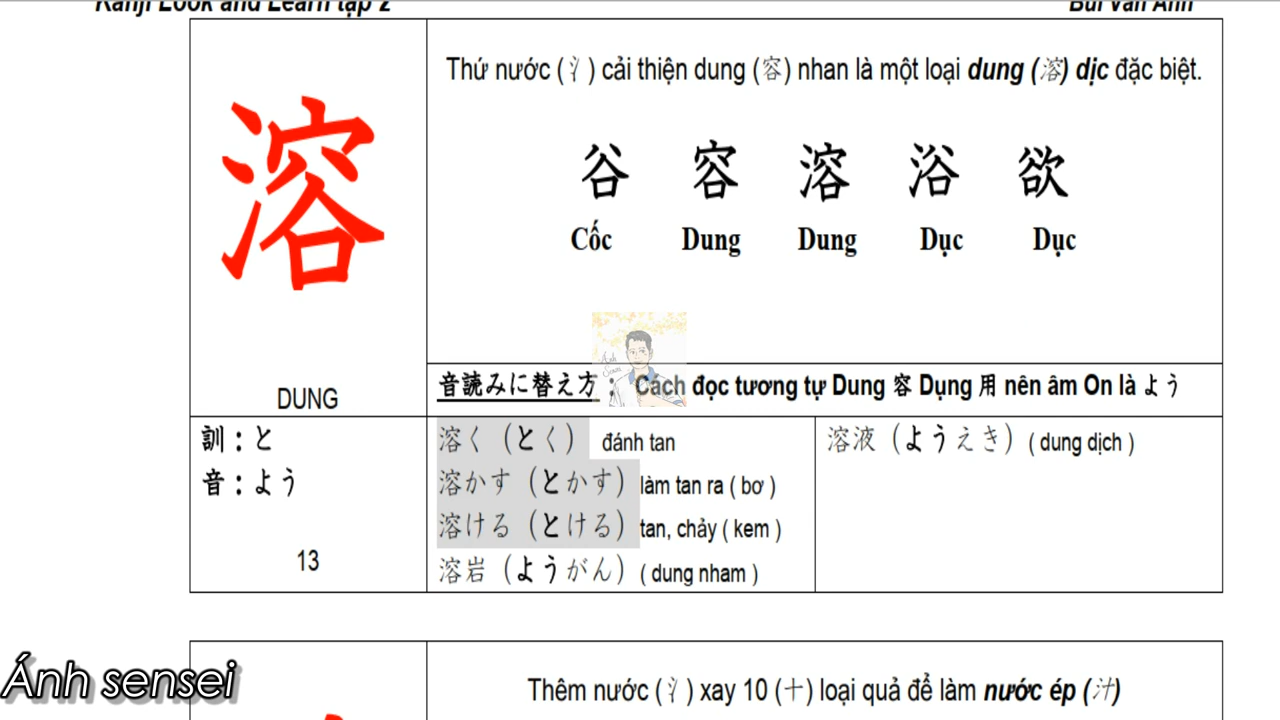 Kanji Look and Learn tập 2
Bùi Văn Ánh
溶
DUNG
Thứ nước (氵) cải thiện dung (容) nhan là một loại dung (溶) dịc đặc biệt.
谷 容 溶 浴 欲
Cốc Dung Dung Dục Dục
音読みに替え方: Cách đọc tương tự Dung 容 Dụng 用 nên âm On là よう
訓:と
音:よう
13
溶く(とく) đánh tan
溶かす(とかす) làm tan ra ( bơ )
溶ける(とける) tan, chảy ( kem )
溶岩(ようがん) ( dung nham )
溶液(ようえき) ( dung dịch )
Thêm nước (氵) xay 10 (十) loại quả để làm nước ép (汁)
Ánh sensei